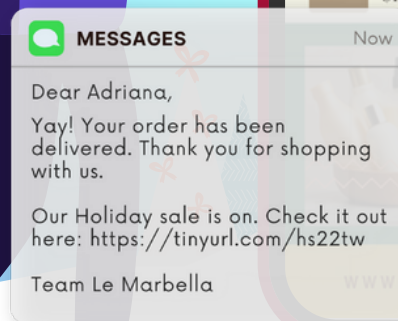 MESSAGES
Now
Dear Adriana,
Yay! Your order has been
delivered. Thank you for shopping
with us.
Our Holiday sale is on. Check it out
here: https://tinyurl.com/hs22tw
Team Le Marbella
WWW